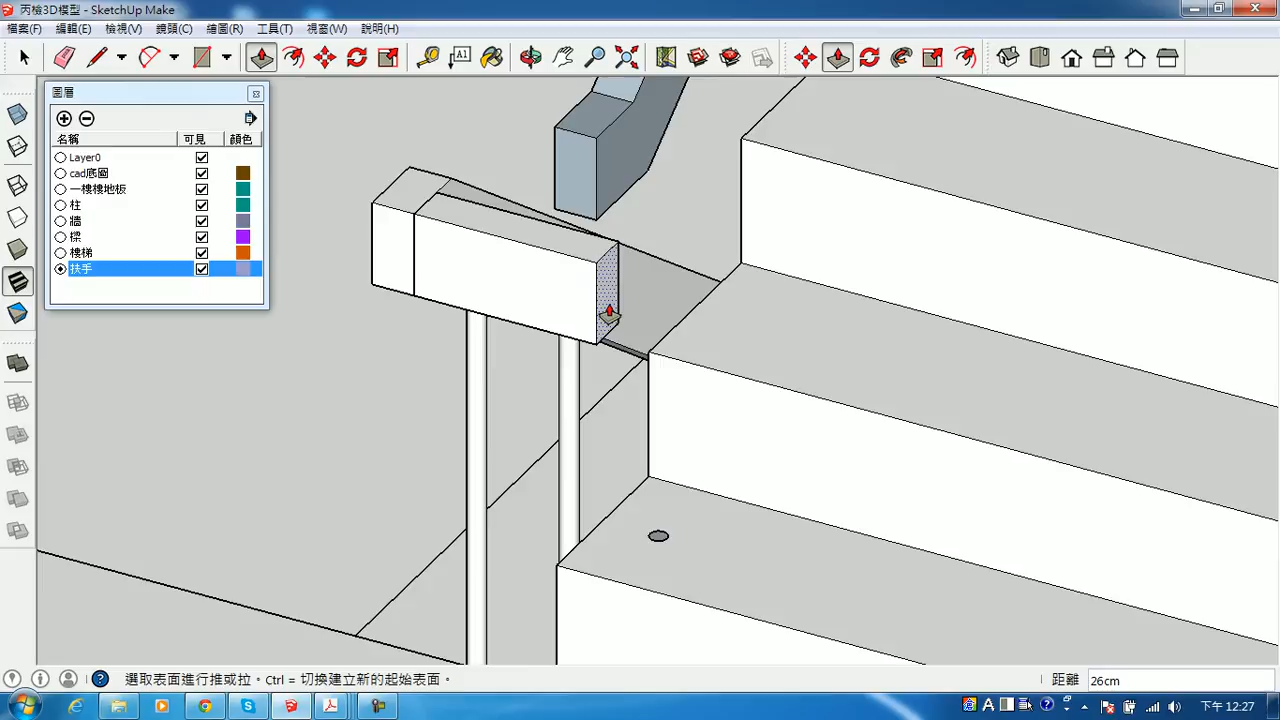 丙檢3D模型 - SketchUp Make
檔案(F) 編輯(E) 檢視(V) 鏡頭(C) 繪圖(R) 工具(T) 視窗(W) 說明(H)
A1
圖層
名稱 可見 顏色
Layer0
cad底圖
一樓樓地板
柱
牆
樑
樓梯
扶手
選取表面進行推或拉。Ctrl = 切換建立新的起始表面。 距離 26cm
A 下午 12:27